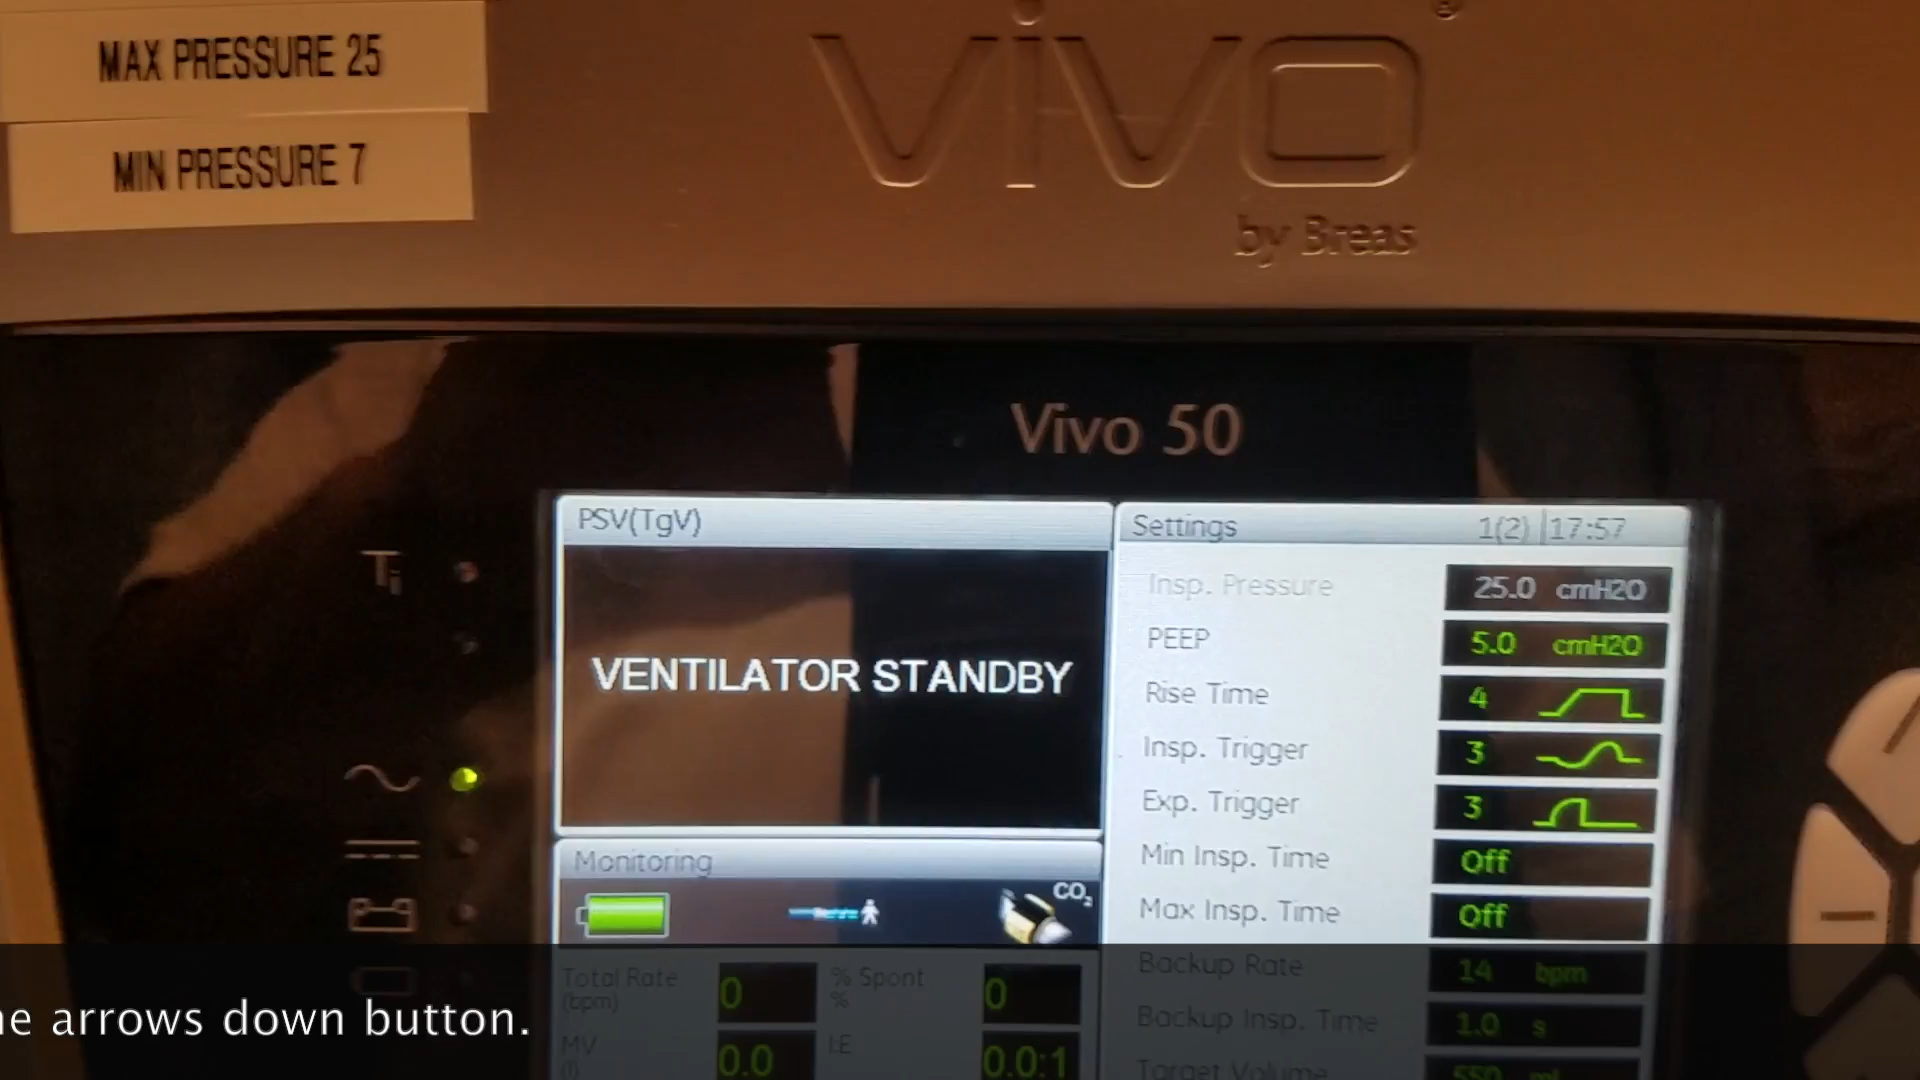 MAX PRESSURE 25
MIN PRESSURE 7
vivo
by Breas
Vivo 50
PSV(TgV)
VENTILATOR STANDBY
Ti
Monitoring
CO2
Total Rate
(bpm)
0
% Spont
%
0
MV
(l)
0.0
I:E
0.0:1
Settings 1(2) 17:57
Insp. Pressure 25.0 cmH2O
PEEP 5.0 cmH2O
Rise Time 4
Insp. Trigger 3
Exp. Trigger 3
Min Insp. Time Off
Max Insp. Time Off
Backup Rate 14 bpm
Backup Insp. Time 1.0 s
Target Volume 550 ml
arrows down button.